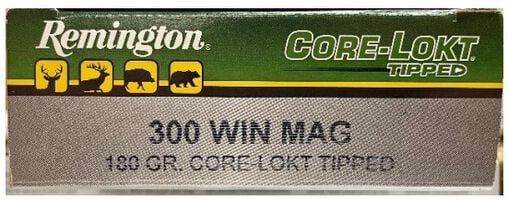 Remington®
CORE-LOKT
TIPPED®
300 WIN MAG
180 GR. CORE-LOKT TIPPED